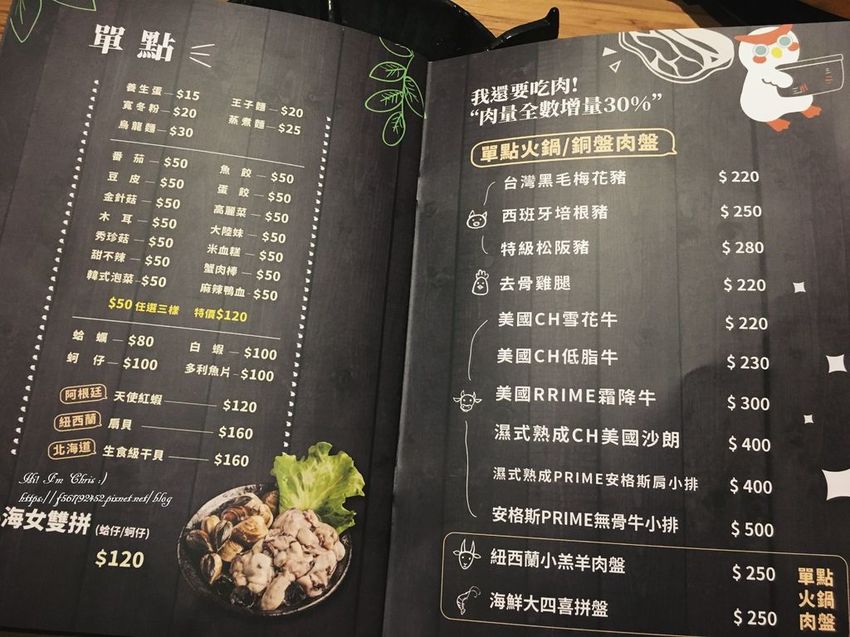 單點
養生蛋 — $15
寬冬粉 — $20
烏龍麵 — $30
王子麵 — $20
蒸煮麵 — $25
番茄 — $50
豆皮 — $50
金針菇 — $50
木耳 — $50
秀珍菇 — $50
甜不辣 — $50
韓式泡菜 — $50
魚餃 — $50
蛋餃 — $50
高麗菜 — $50
大陸妹 — $50
米血糕 — $50
蟹肉棒 — $50
麻辣鴨血 — $50
$50 任選三樣 特價$120
蛤蠣 — $80
蚵仔 — $100
白蝦 — $100
多利魚片 — $100
阿根廷 天使紅蝦 — $120
紐西蘭 扇貝 — $160
北海道 生食級干貝 — $160
Hi! I'm Chris :)
https://f56792452.pixnet.net/blog
海女雙拼 (蛤仔/蚵仔)
$120
我還要吃肉!
“肉量全數增量30%”
單點火鍋/銅盤肉盤
台灣黑毛梅花豬 $220
西班牙培根豬 $250
特級松阪豬 $280
去骨雞腿 $220
美國CH雪花牛 $220
美國CH低脂牛 $230
美國RRIME霜降牛 $300
濕式熟成CH美國沙朗 $400
濕式熟成PRIME安格斯肩小排 $400
安格斯PRIME無骨牛小排 $500
紐西蘭小羔羊肉盤 $250
海鮮大四喜拼盤 $250
單點
火鍋
肉盤